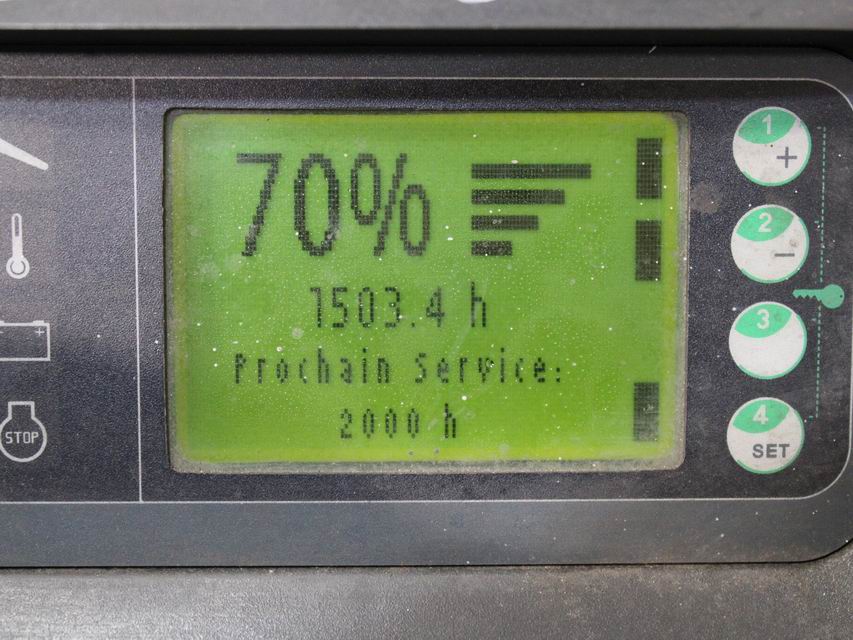 70%
1503.4 h
Prochain Service:
2000 h
1
+
2
−
3
4
SET
STOP
+